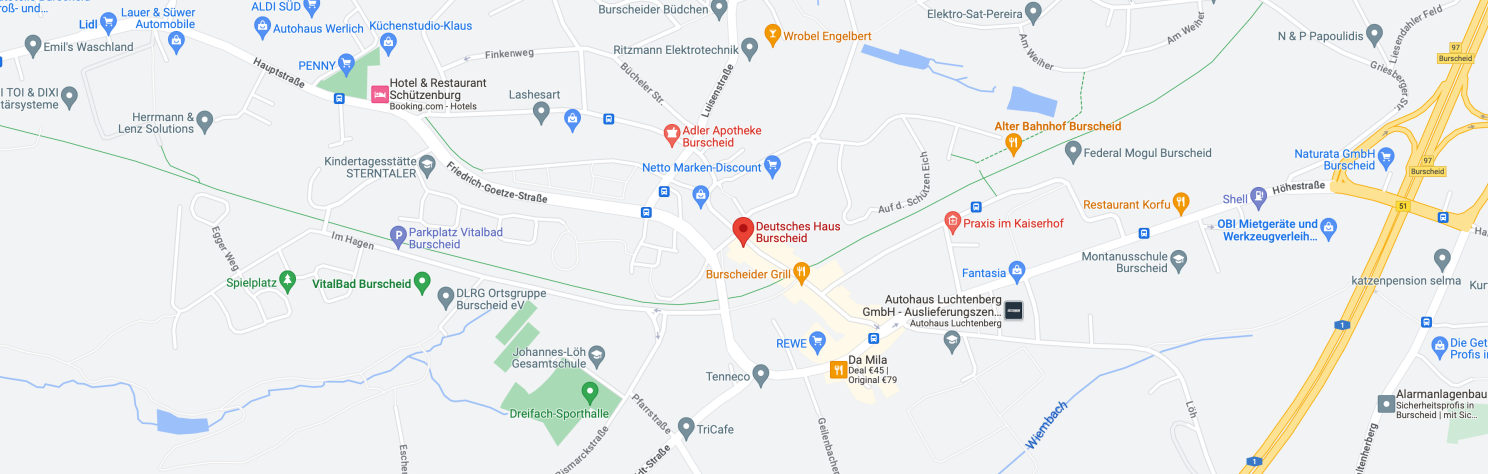 Lauer & Süwer
Automobile
Lidl
ALDI SÜD
Autohaus Werlich
Küchenstudio-Klaus
Emil's Waschland
PENNY
Hauptstraße
Finkenweg
Burscheider Büdchen
Ritzmann Elektrotechnik
Wrobel Engelbert
Elektro-Sat-Pereira
Am Weiher
Am Weiher
N & P Papoulidis
Liesendahler Feld
Griesberger Str.
97
Burscheid
TOI & DIXI
Herrmann &
Lenz Solutions
Hotel & Restaurant
Schützenburg
Booking.com - Hotels
Lashesart
Bücheler Str.
Luisenstraße
Adler Apotheke
Burscheid
Alter Bahnhof Burscheid
Federal Mogul Burscheid
Naturata GmbH
Burscheid
97
Burscheid
Kindertagesstätte
STERNTALER
Friedrich-Goetze-Straße
Netto Marken-Discount
Auf d. Schützen Eich
Restaurant Korfu
Shell
Höhestraße
51
Egger Weg
Im Hagen
Parkplatz Vitalbad
Burscheid
Deutsches Haus
Burscheid
Praxis im Kaiserhof
OBI Mietgeräte und
Werkzeugverleih...
Spielplatz
VitalBad Burscheid
Burscheider Grill
Fantasia
Montanusschule
Burscheid
katzenpension selma
DLRG Ortsgruppe
Burscheid eV
Autohaus Luchtenberg
GmbH - Auslieferungszen...
Autohaus Luchtenberg
1
Johannes-Löh
Gesamtschule
REWE
Da Mila
Deal €45 |
Original €79
Tenneco
Die Get
Profis
Dreifach-Sporthalle
Pfarrstraße
TriCafe
Bismarckstraße
Geilenbacher
Wiembach
Löh
Alarmanlagenbau
Sicherheitsprofis in
Burscheid | mit Sic...
1